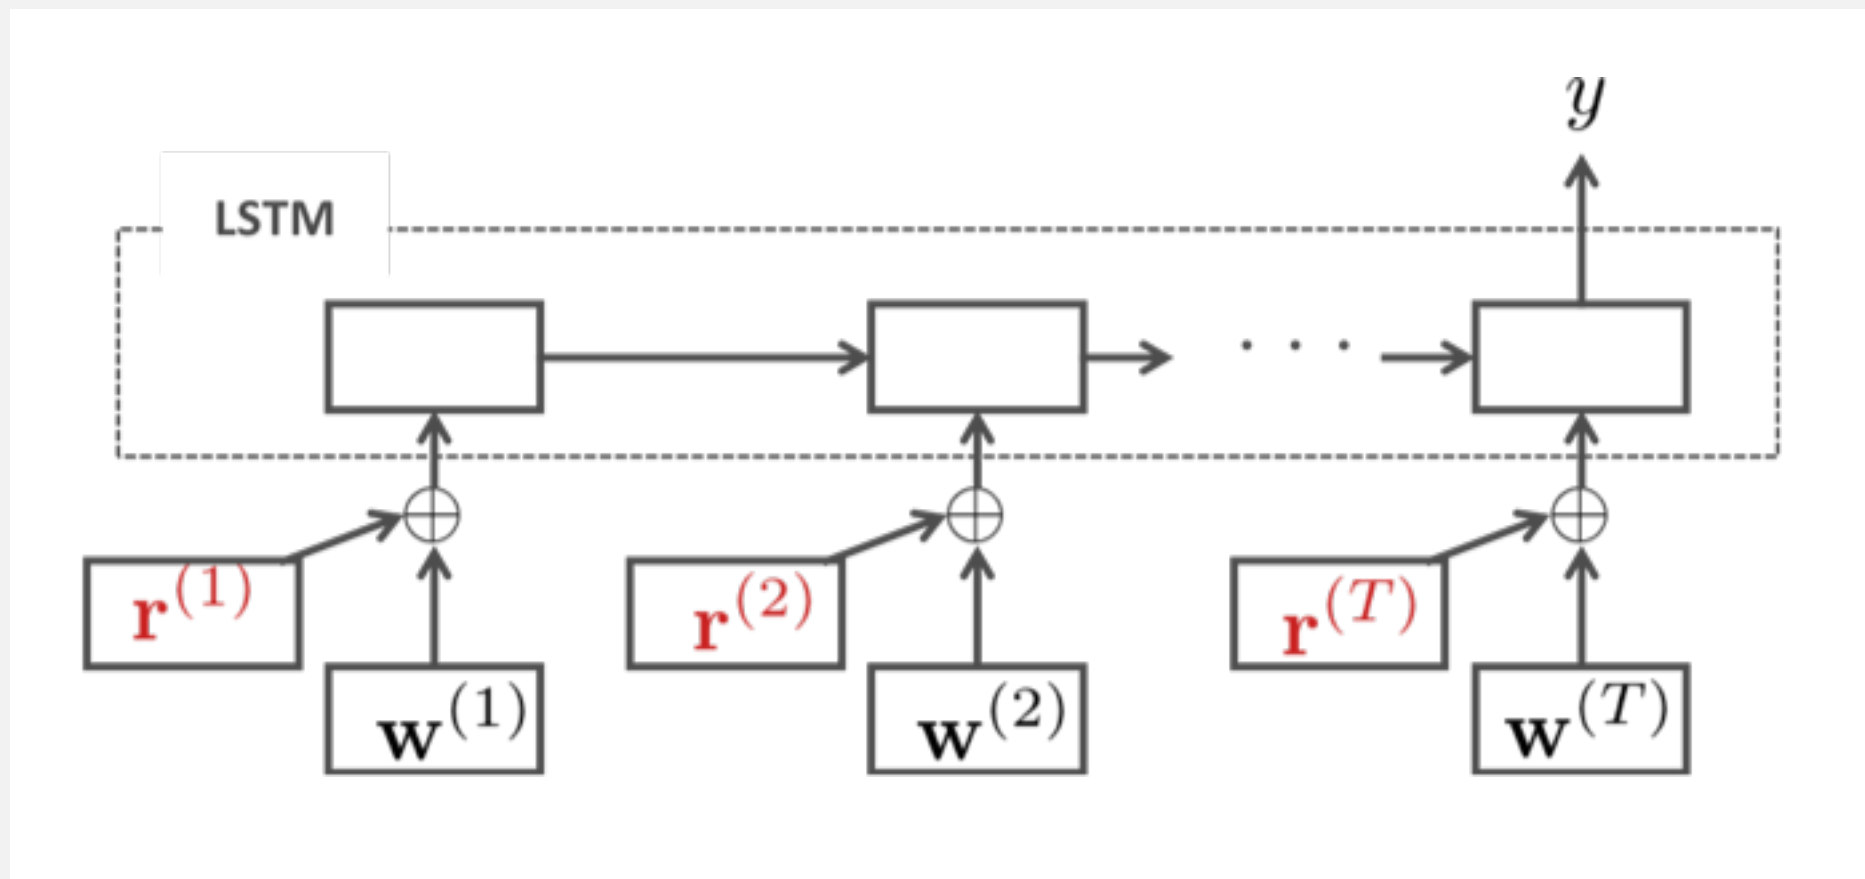 y
LSTM
. . .
r^(1) r^(2) r^(T)
w^(1) w^(2) w^(T)